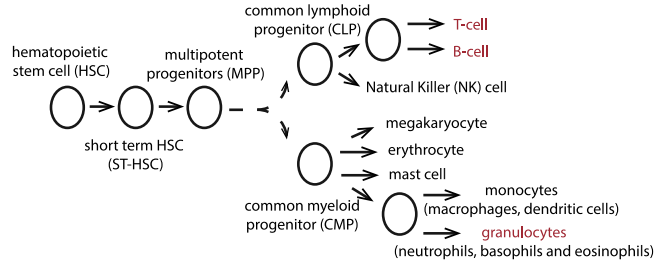 hematopoietic
stem cell (HSC)
short term HSC
(ST-HSC)
multipotent
progenitors (MPP)
common lymphoid
progenitor (CLP)
T-cell
B-cell
Natural Killer (NK) cell
megakaryocyte
erythrocyte
mast cell
common myeloid
progenitor (CMP)
monocytes
(macrophages, dendritic cells)
granulocytes
(neutrophils, basophils and eosinophils)